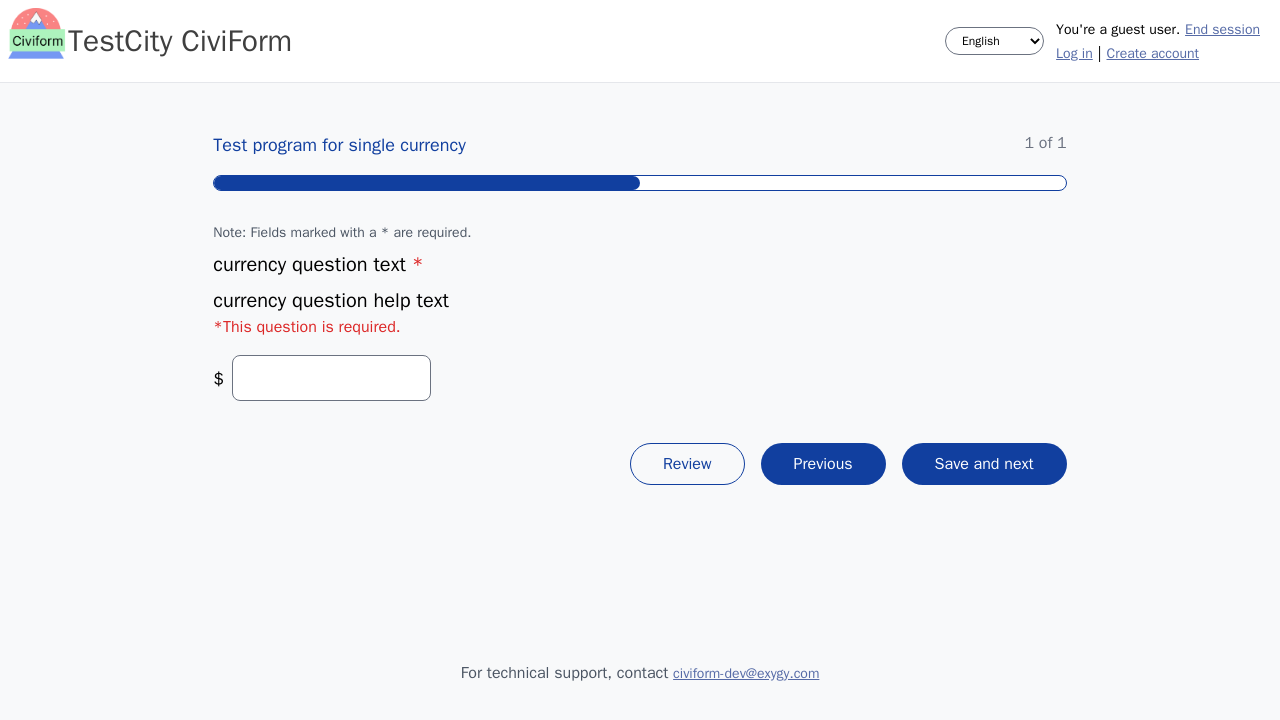 Civiform
TestCity CiviForm
English
You're a guest user. End session
Log in | Create account
Test program for single currency
1 of 1
Note: Fields marked with a * are required.
currency question text *
currency question help text
*This question is required.
$
Review
Previous
Save and next
For technical support, contact civiform-dev@exygy.com